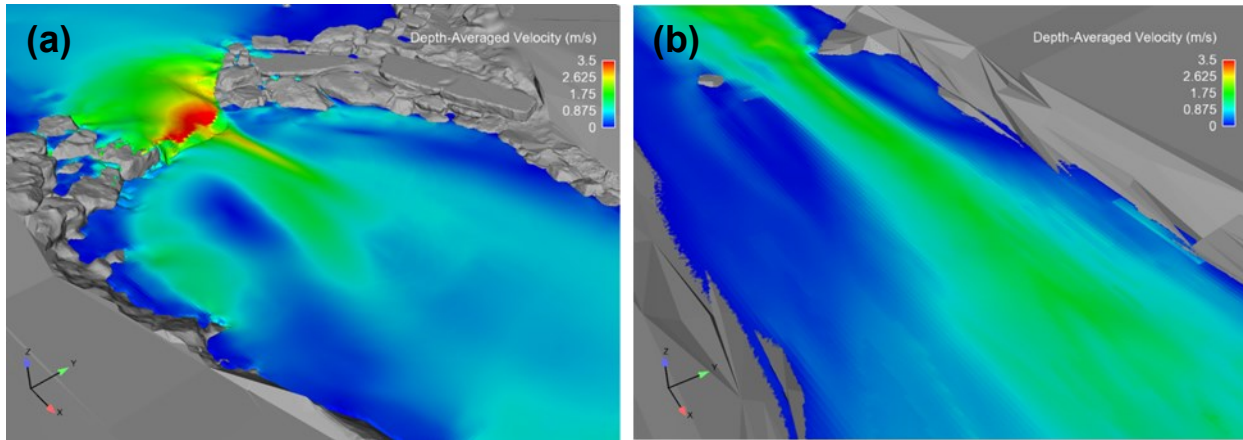 (a)
Depth-Averaged Velocity (m/s)
3.5
2.625
1.75
0.875
0
Z
Y
X
(b)
Depth-Averaged Velocity (m/s)
3.5
2.625
1.75
0.875
0
Z
Y
X